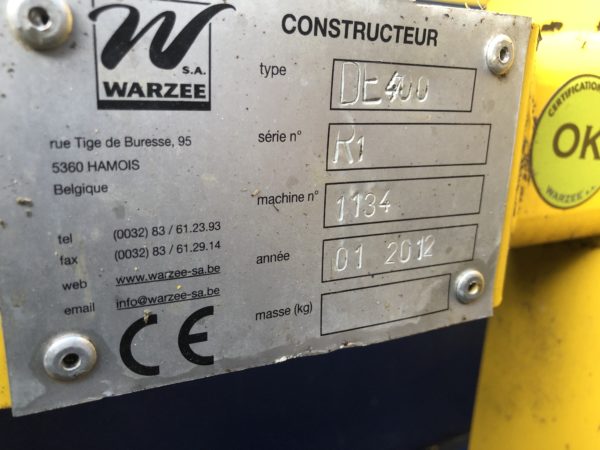 W
S.A.
WARZEE
rue Tige de Buresse, 95
5360 HAMOIS
Belgique
tel (0032) 83 / 61.23.93
fax (0032) 83 / 61.29.14
web www.warzee-sa.be
email info@warzee-sa.be
CE
CONSTRUCTEUR
type DE400
série n° R1
machine n° 1134
année 01 2012
masse (kg)
CERTIFICATION
OK
WARZEE s.a.